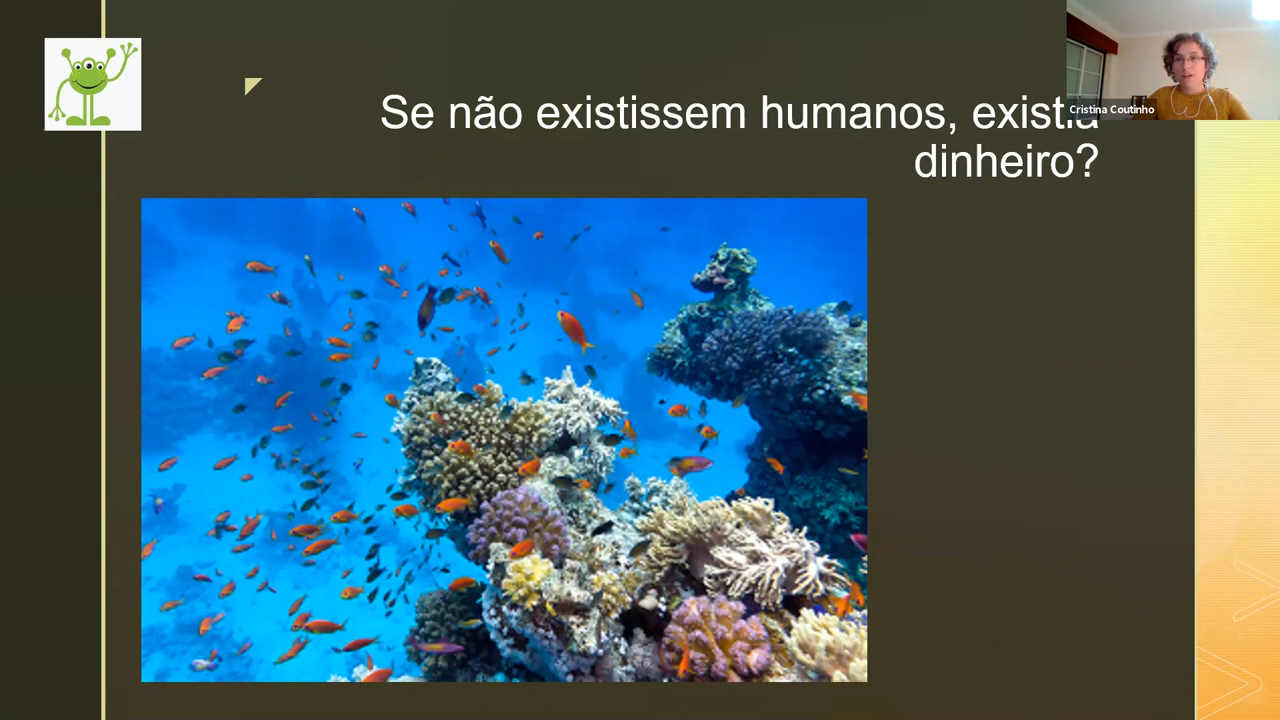 Se não existissem humanos, existia
dinheiro?
Cristina Coutinho